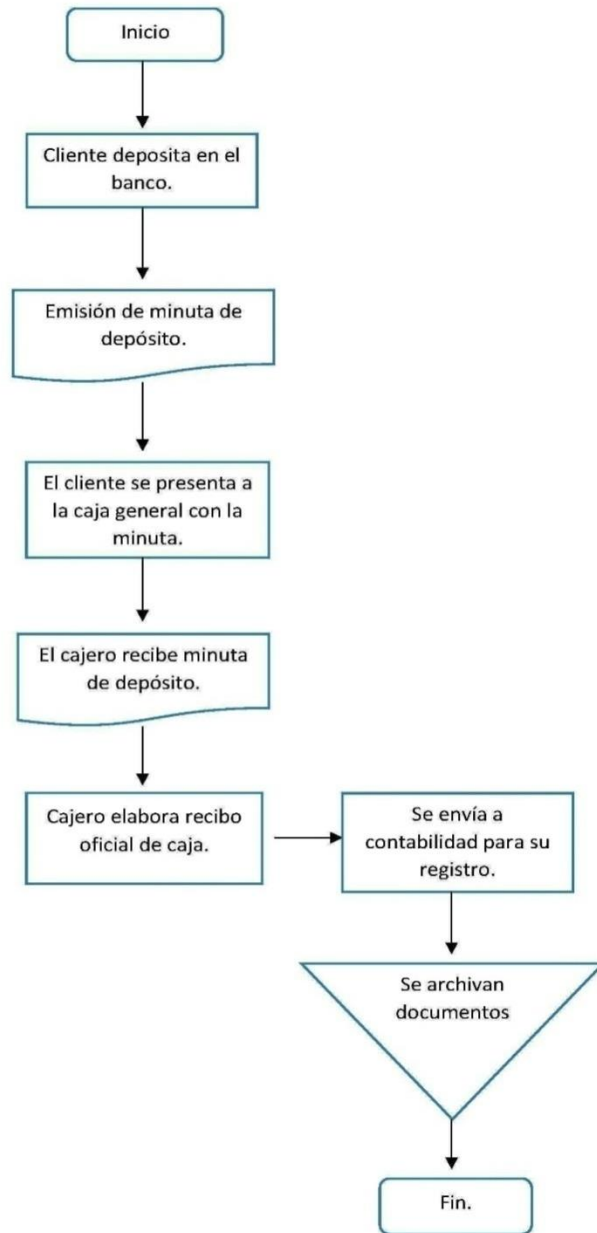 Inicio
Cliente deposita en el
banco.
Emisión de minuta de
depósito.
El cliente se presenta a
la caja general con la
minuta.
El cajero recibe minuta
de depósito.
Cajero elabora recibo
oficial de caja.
Se envía a
contabilidad para su
registro.
Se archivan
documentos
Fin.